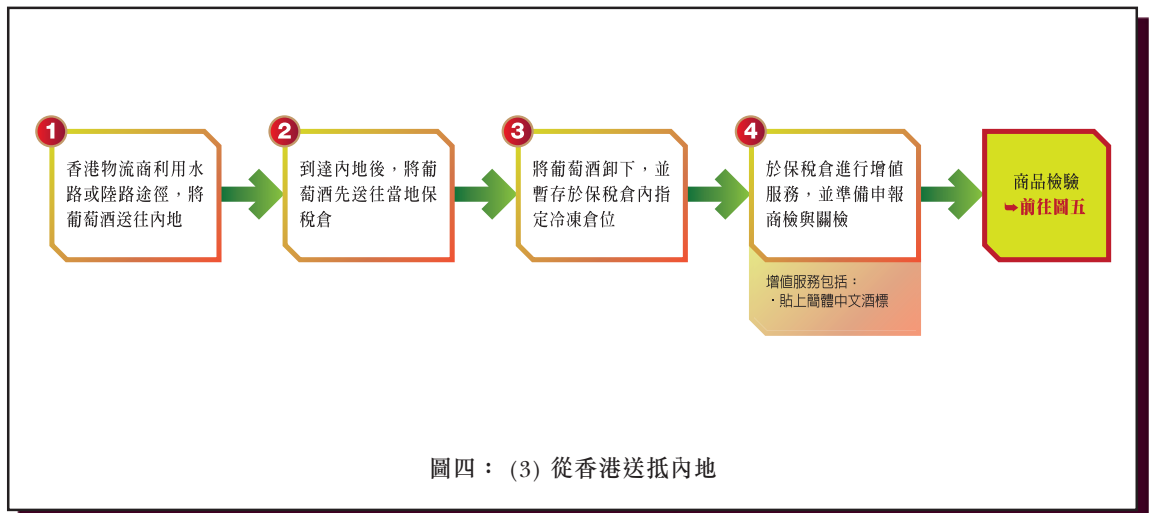 1
香港物流商利用水
路或陸路途徑，將
葡萄酒送往內地
2
到達內地後，將葡
萄酒先送往當地保
稅倉
3
將葡萄酒卸下，並
暫存於保稅倉內指
定冷凍倉位
4
於保稅倉進行增值
服務，並準備申報
商檢與關檢
增值服務包括：
·貼上簡體中文酒標
商品檢驗
➥前往圖五
圖四： (3) 從香港送抵內地